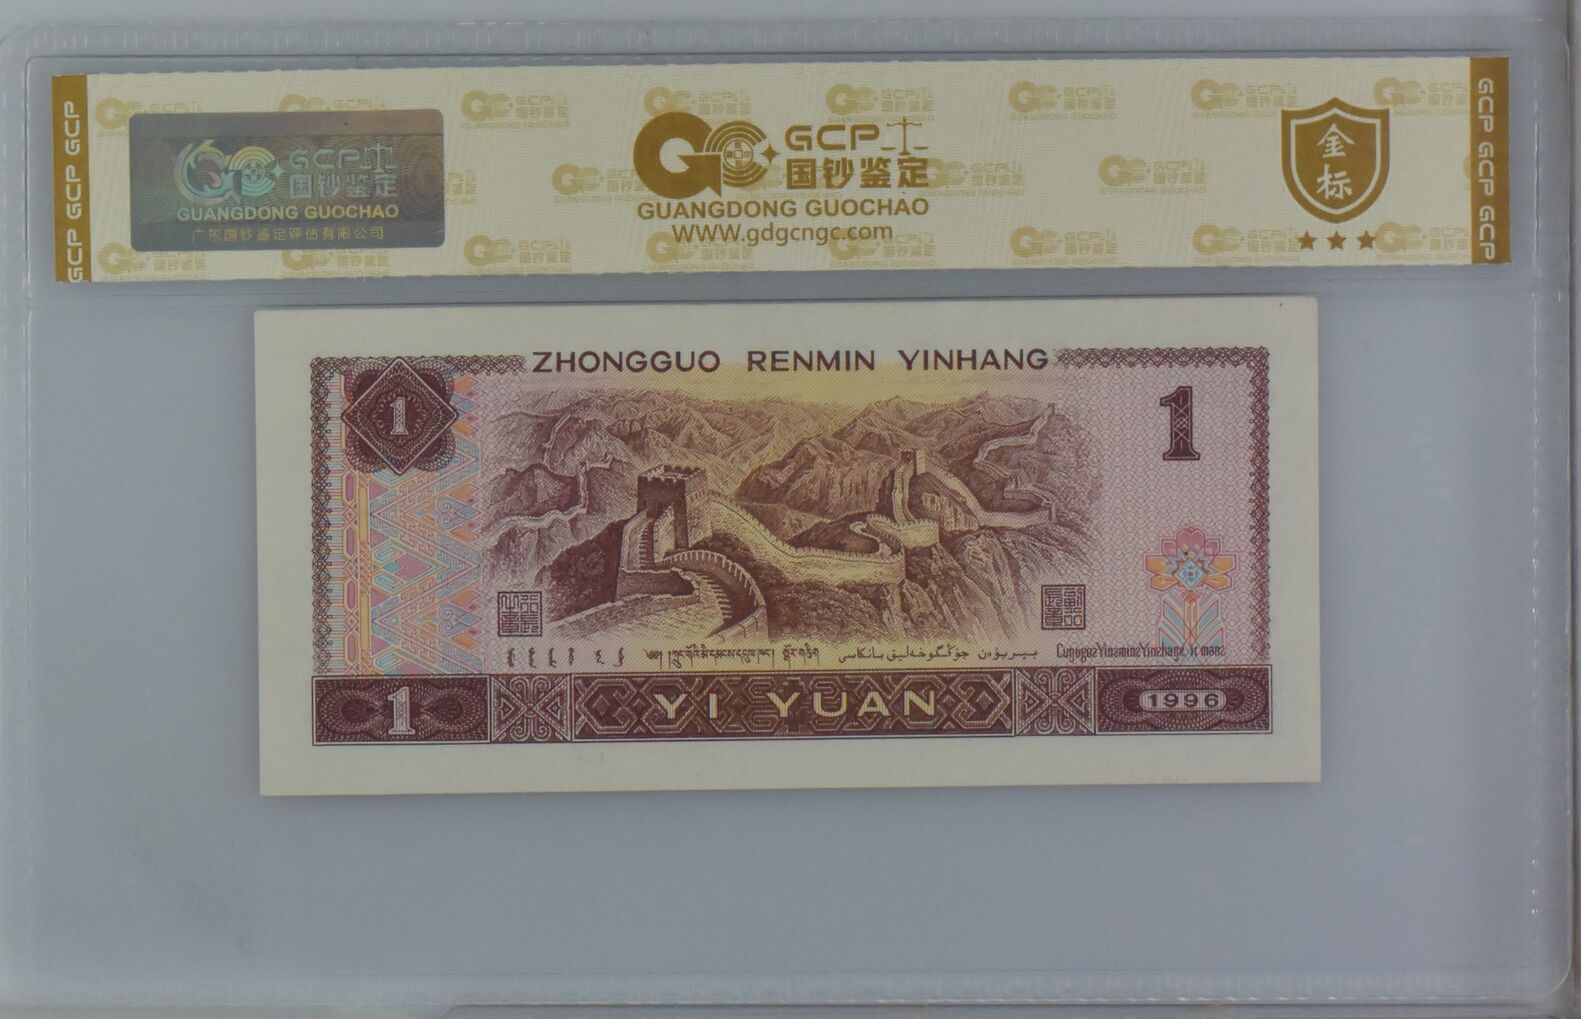 GCP 国钞鉴定
GUANGDONG GUOCHAO
广东国钞鉴定评估有限公司
GCP
国钞鉴定
GUANGDONG GUOCHAO
WWW.gdgcngc.com
金标
GCP GCP GCP
GCP GCP GCP
ZHONGGUO RENMIN YINHANG
1
1
1 YI YUAN 1996